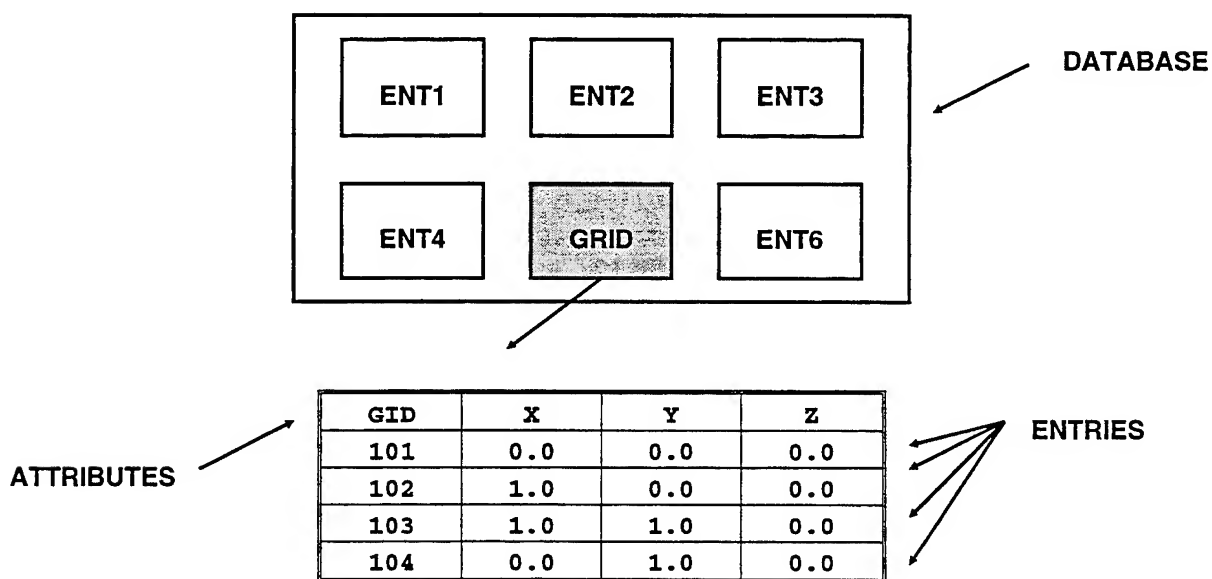 DATABASE
ENT1 ENT2 ENT3
ENT4 GRID ENT6
ATTRIBUTES
GID X Y Z
101 0.0 0.0 0.0
102 1.0 0.0 0.0
103 1.0 1.0 0.0
104 0.0 1.0 0.0
ENTRIES